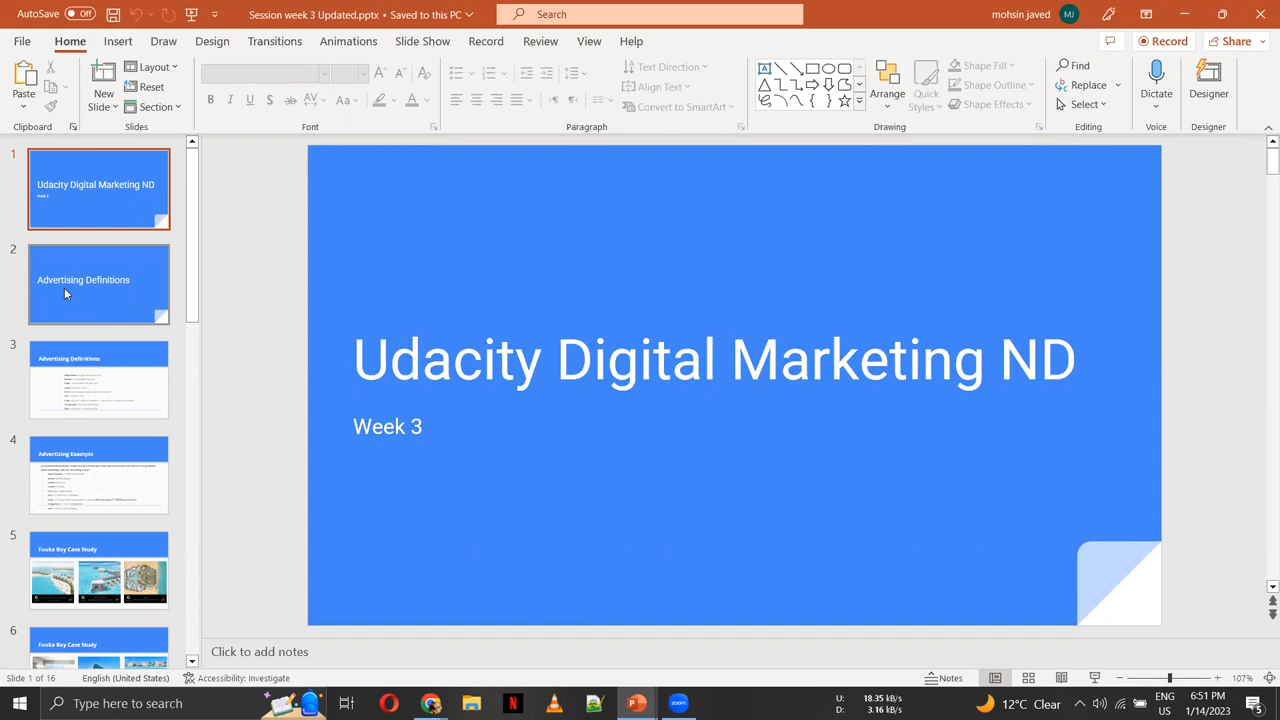 AutoSave Off Session week 3 Updated.pptx • Saved to this PC Search mohsin javed MJ
File Home Insert Draw Design Transitions Animations Slide Show Record Review View Help Record Share
Paste New Slide Layout Reset Section Text Direction Align Text Convert to SmartArt Arrange Quick Styles Shape Fill Shape Outline Shape Effects Find Replace Select Dictate Designer
Clipboard Slides Font Paragraph Drawing Editing Voice Designer
1
Udacity Digital Marketing ND
Week 3
2
Advertising Definitions
3
Advertising Definitions
4
Advertising Example
5
Fouka Bay Case Study
6
Fouka Bay Case Study
Udacity Digital Marketing ND
Week 3
Click to add notes
Slide 1 of 16 English (United States) Accessibility: Investigate Notes 107%
Type here to search zoom U: 18.35 kB/s D: 3.16 kB/s 12°C Clear ENG US 6:51 PM 1/14/2023 5